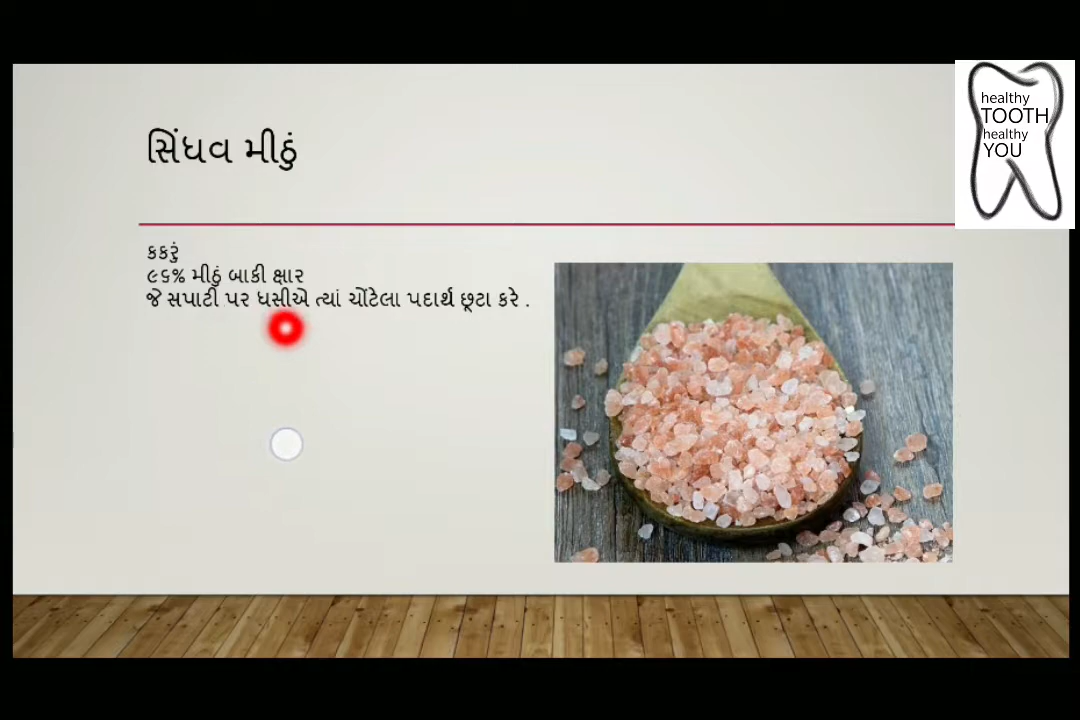 સિંધવ મીઠું
કકરું
૯૬% મીઠું બાકી ક્ષાર
જે સપાટી પર ઘસીએ ત્યાં ચોંટેલા પદાર્થ છૂટા કરે .
healthy
TOOTH
healthy
YOU